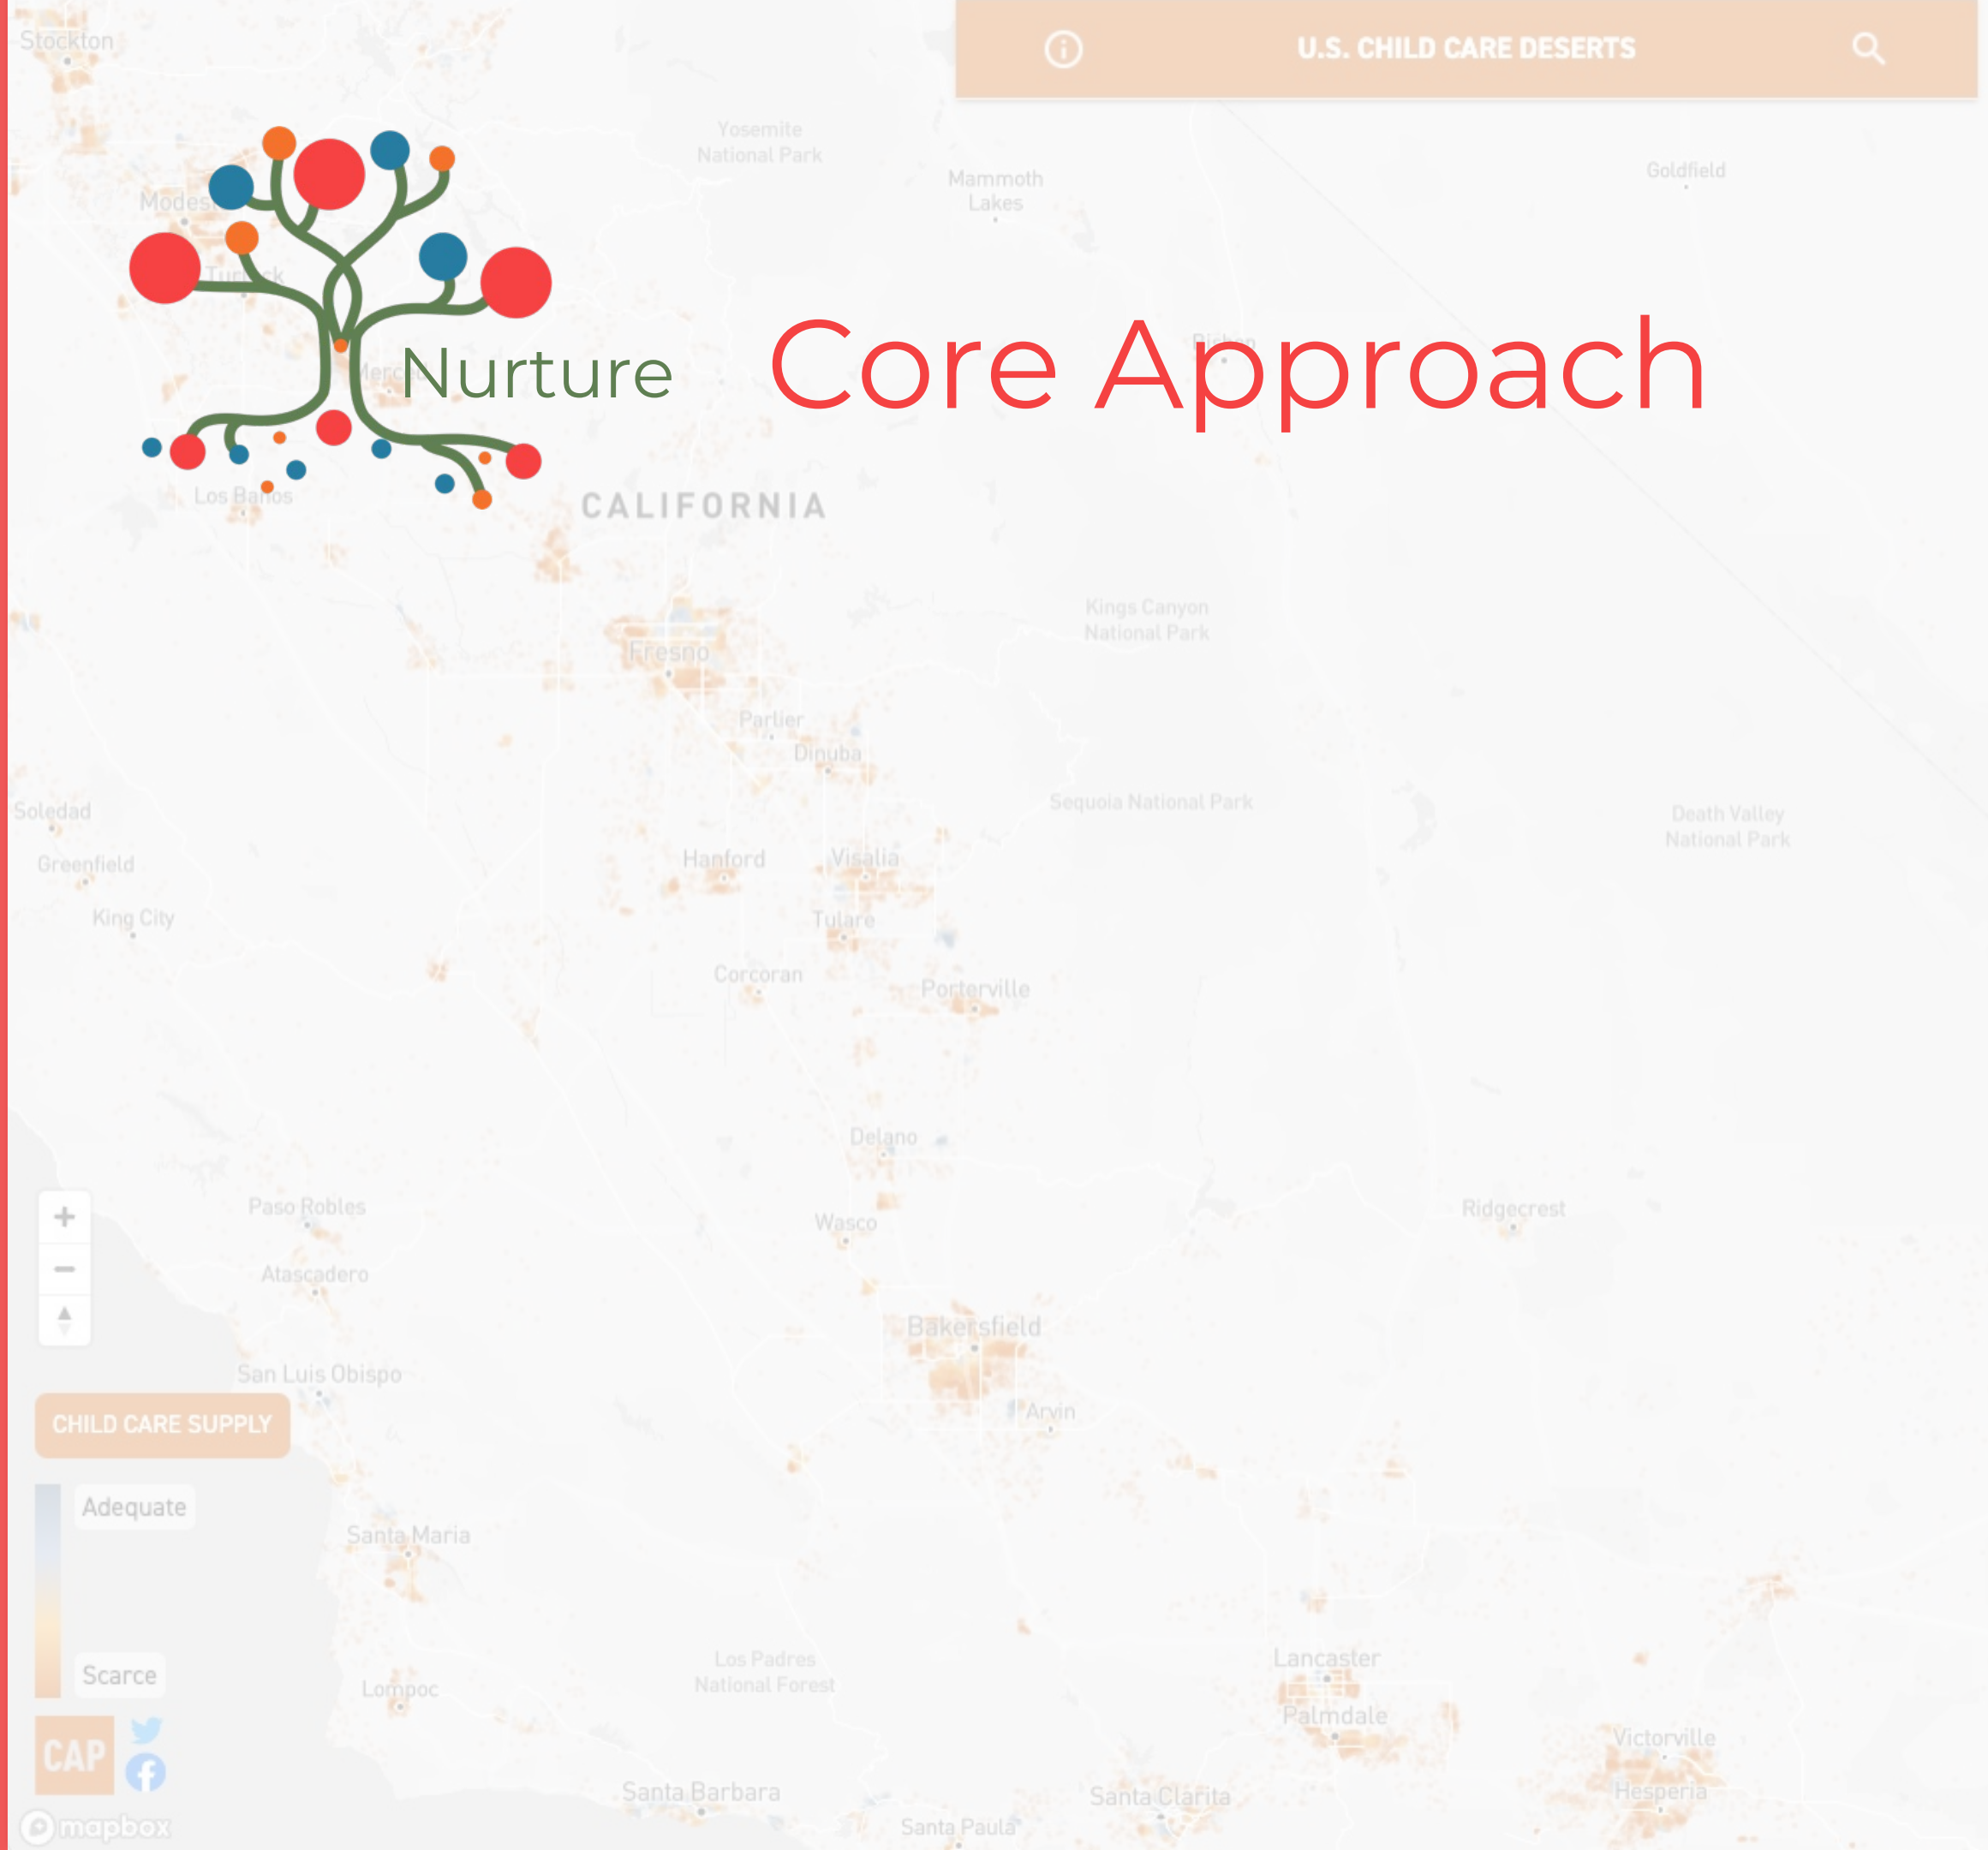 Stockton
U.S. CHILD CARE DESERTS
Yosemite
National Park
Mammoth
Lakes
Goldfield
Nurture
Core Approach
Los Banos
CALIFORNIA
Kings Canyon
National Park
Fresno
Parlier
Dinuba
Sequoia National Park
Soledad
Death Valley
National Park
Greenfield
Hanford
Visalia
King City
Tulare
Corcoran
Porterville
Delano
Paso Robles
Wasco
Ridgecrest
Atascadero
Bakersfield
San Luis Obispo
Arvin
CHILD CARE SUPPLY
Adequate
Santa Maria
Scarce
Los Padres
National Forest
Lancaster
Lompoc
Palmdale
Victorville
CAP
Santa Barbara
Santa Clarita
Hesperia
mapbox
Santa Paula